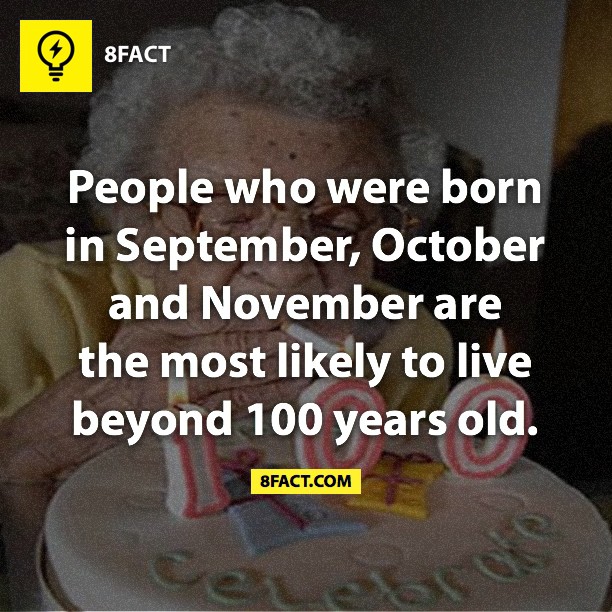 8FACT
People who were born
in September, October
and November are
the most likely to live
beyond 100 years old.
100
8FACT.COM
celebrate